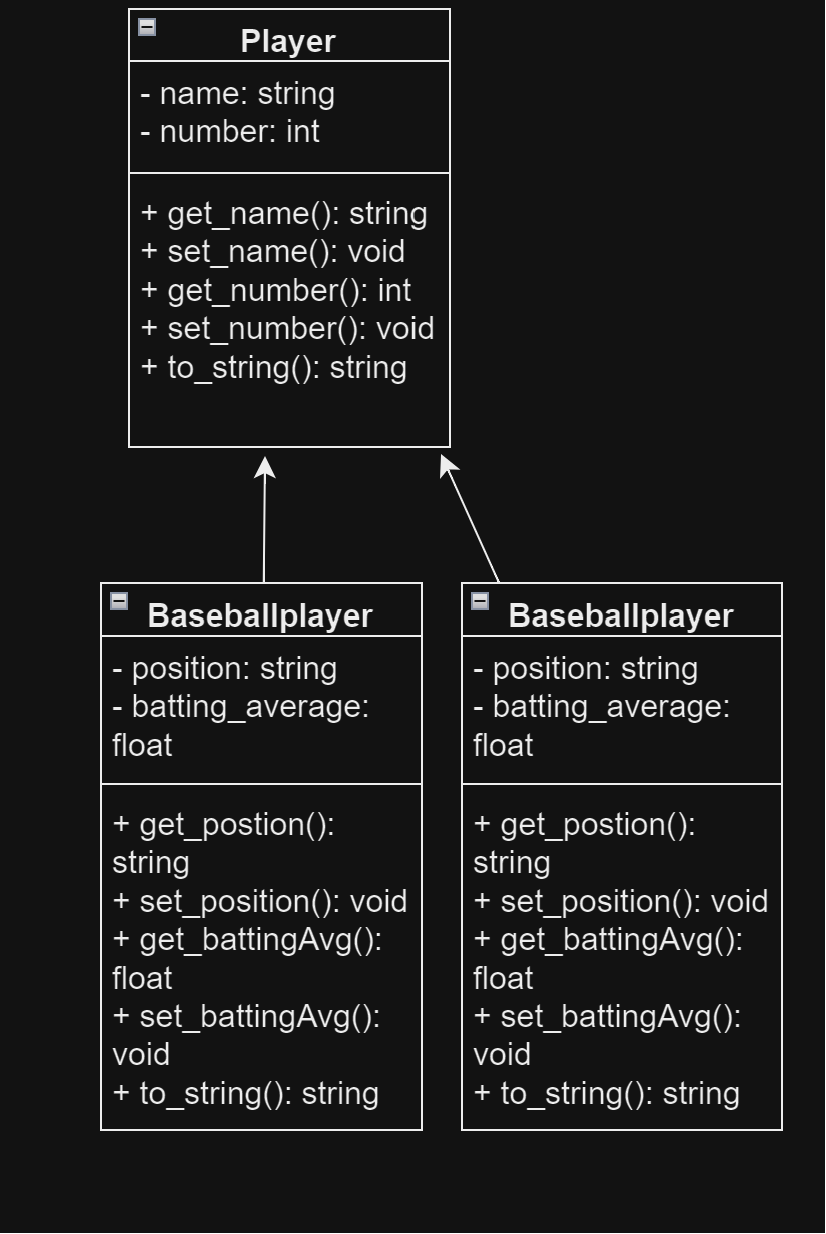 Player
- name: string
- number: int
+ get_name(): string
+ set_name(): void
+ get_number(): int
+ set_number(): void
+ to_string(): string
Baseballplayer
- position: string
- batting_average:
float
+ get_postion():
string
+ set_position(): void
+ get_battingAvg():
float
+ set_battingAvg():
void
+ to_string(): string
Baseballplayer
- position: string
- batting_average:
float
+ get_postion():
string
+ set_position(): void
+ get_battingAvg():
float
+ set_battingAvg():
void
+ to_string(): string